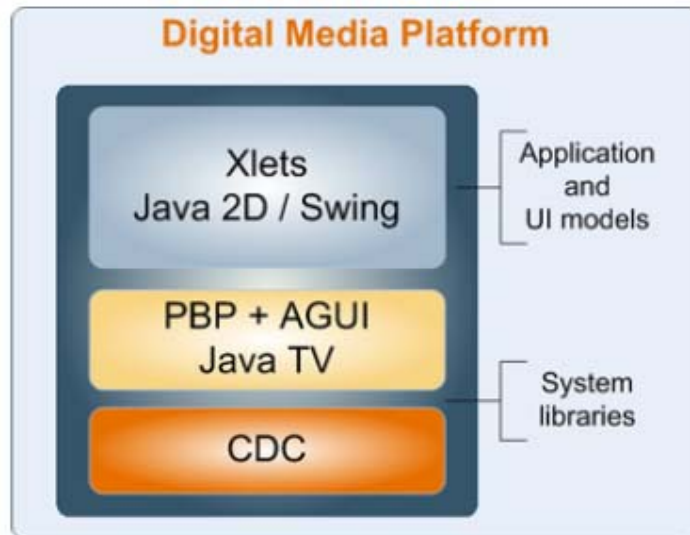 Digital Media Platform
Xlets
Java 2D / Swing
Application
and
UI models
PBP + AGUI
Java TV
System
libraries
CDC